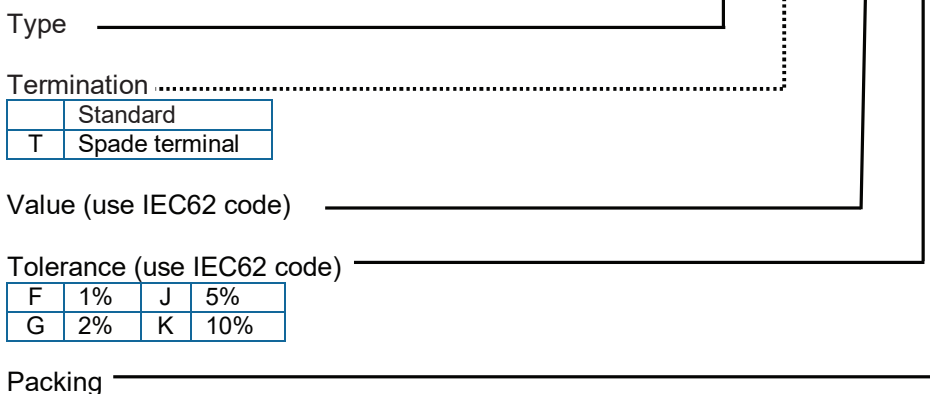 Type
Termination
Standard
T Spade terminal
Value (use IEC62 code)
Tolerance (use IEC62 code)
F 1% J 5%
G 2% K 10%
Packing